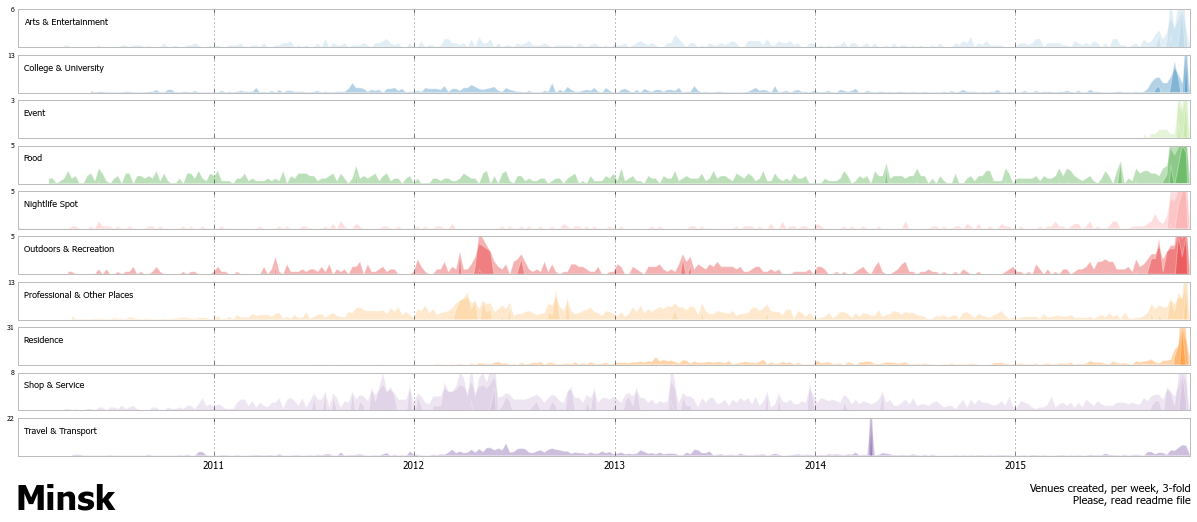 6
Arts & Entertainment
13
College & University
3
Event
5
Food
5
Nightlife Spot
5
Outdoors & Recreation
13
Professional & Other Places
31
Residence
8
Shop & Service
22
Travel & Transport
2011 2012 2013 2014 2015
Minsk
Venues created, per week, 3-fold
Please, read readme file